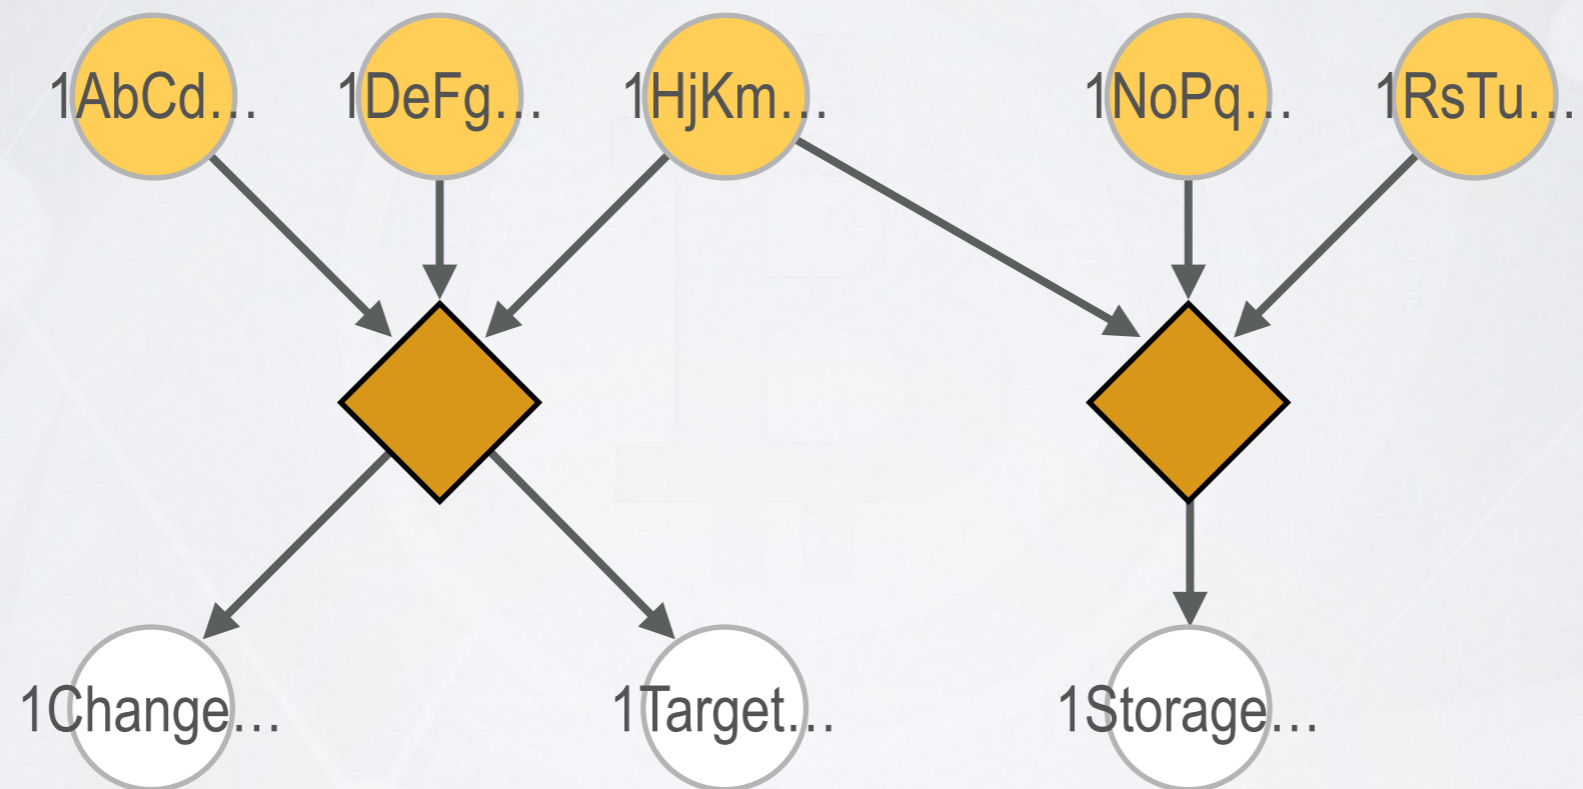 1AbCd…
1DeFg…
1HjKm…
1NoPq…
1RsTu…
1Change…
1Target…
1Storage…